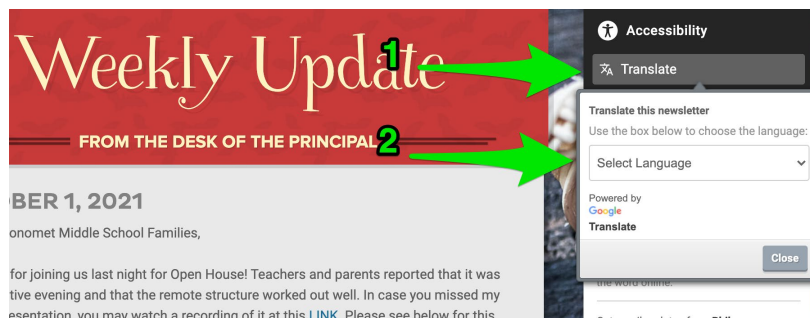 Weekly Update
FROM THE DESK OF THE PRINCIPAL
BER 1, 2021
onomet Middle School Families,
for joining us last night for Open House! Teachers and parents reported that it was
tive evening and that the remote structure worked out well. In case you missed my
esentation, you may watch a recording of it at this LINK. Please see below for this
1
2
Accessibility
Translate
Translate this newsletter
Use the box below to choose the language:
Select Language
Powered by
Google
Translate
Close
the word online.